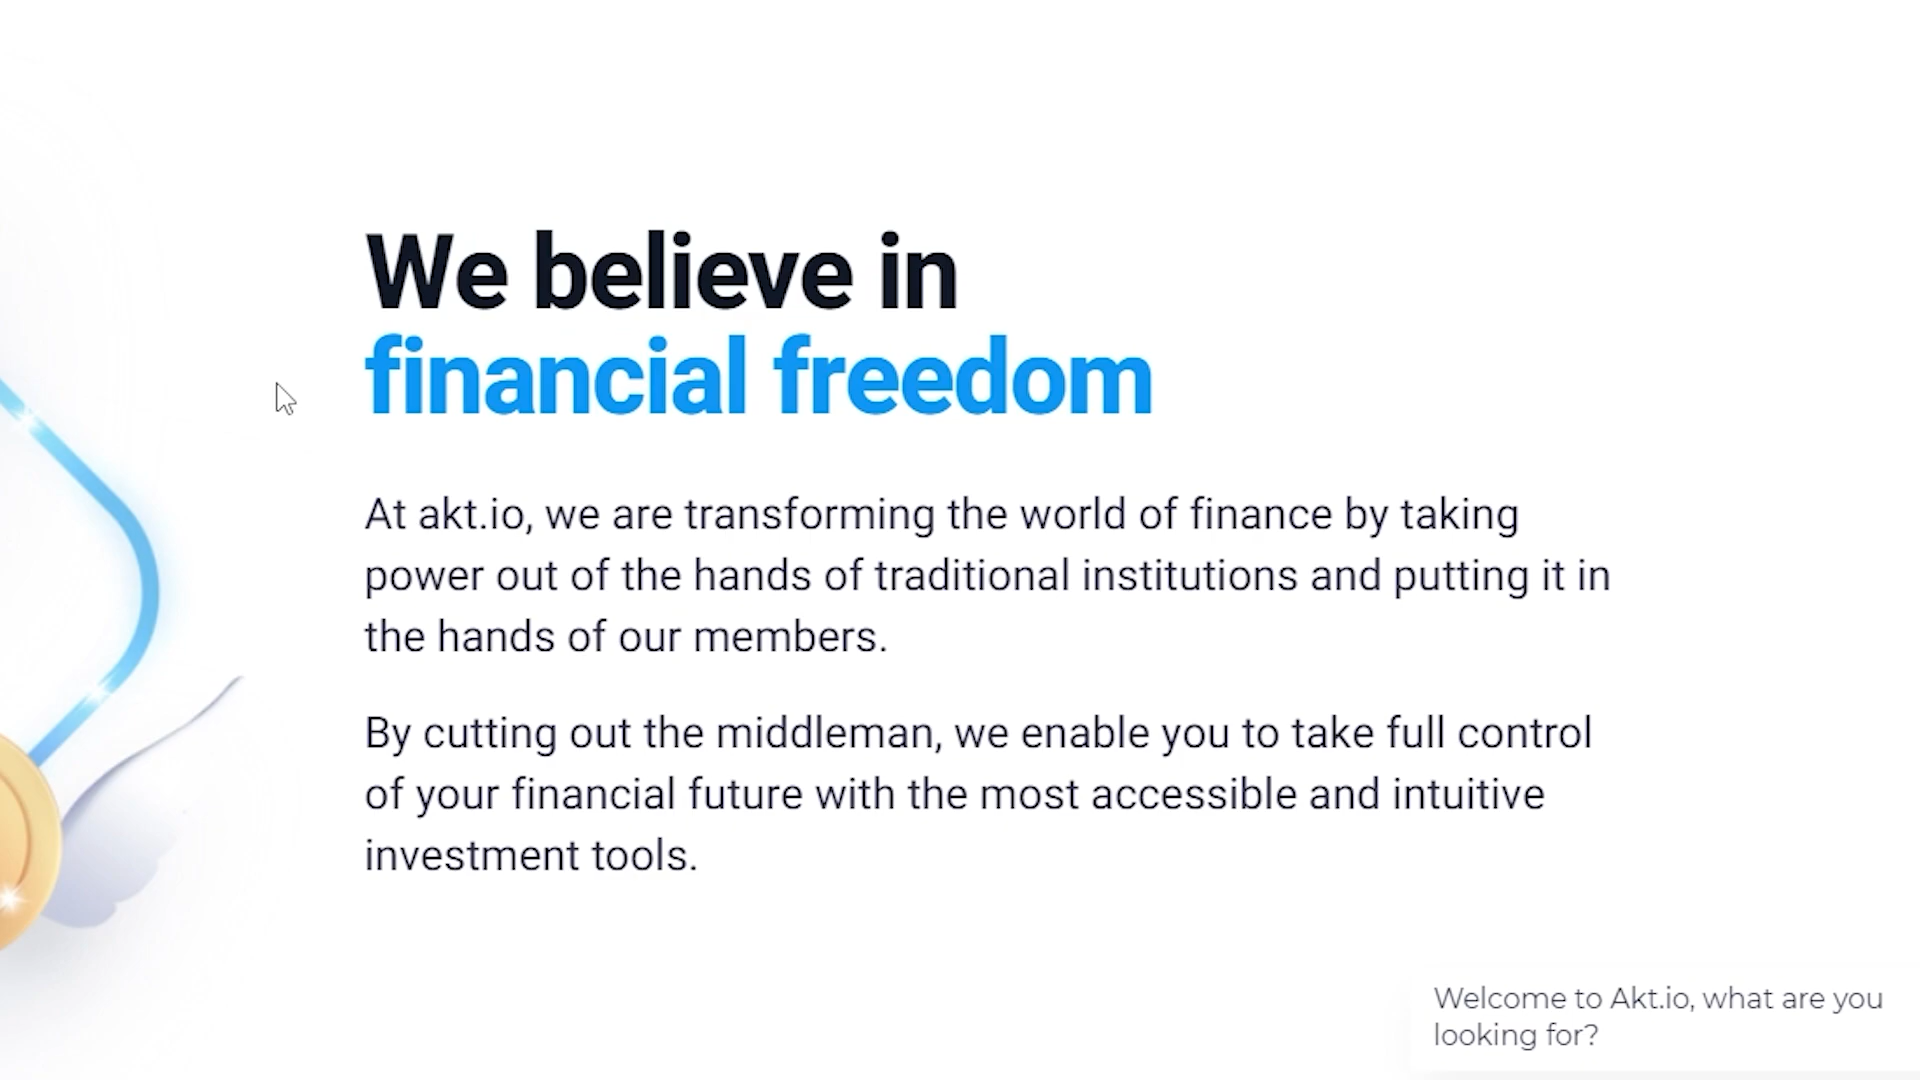 We believe in
financial freedom
At akt.io, we are transforming the world of finance by taking
power out of the hands of traditional institutions and putting it in
the hands of our members.
By cutting out the middleman, we enable you to take full control
of your financial future with the most accessible and intuitive
investment tools.
Welcome to Akt.io, what are you
looking for?